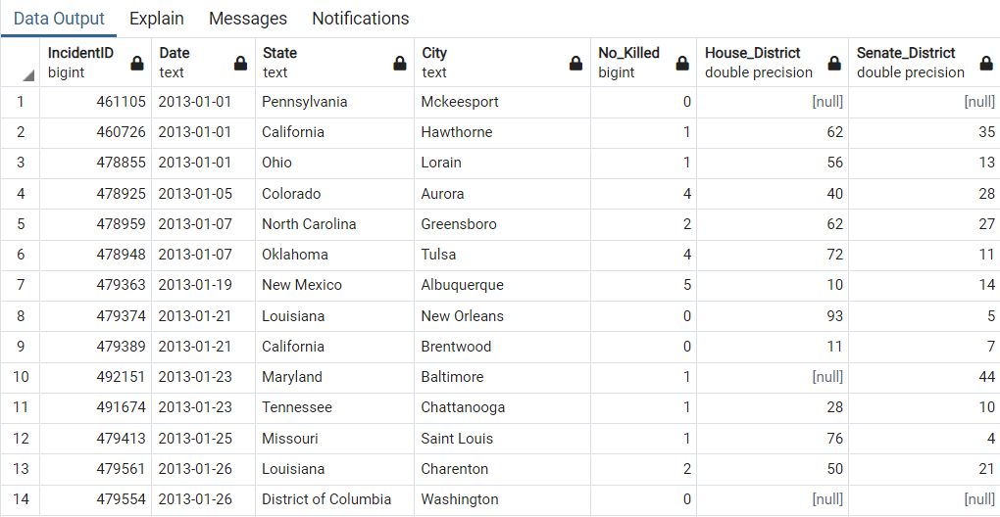 Data Output Explain Messages Notifications
IncidentID Date State City No_Killed House_District Senate_District
bigint text text text bigint double precision double precision
1 461105 2013-01-01 Pennsylvania Mckeesport 0 [null] [null]
2 460726 2013-01-01 California Hawthorne 1 62 35
3 478855 2013-01-01 Ohio Lorain 1 56 13
4 478925 2013-01-05 Colorado Aurora 4 40 28
5 478959 2013-01-07 North Carolina Greensboro 2 62 27
6 478948 2013-01-07 Oklahoma Tulsa 4 72 11
7 479363 2013-01-19 New Mexico Albuquerque 5 10 14
8 479374 2013-01-21 Louisiana New Orleans 0 93 5
9 479389 2013-01-21 California Brentwood 0 11 7
10 492151 2013-01-23 Maryland Baltimore 1 [null] 44
11 491674 2013-01-23 Tennessee Chattanooga 1 28 10
12 479413 2013-01-25 Missouri Saint Louis 1 76 4
13 479561 2013-01-26 Louisiana Charenton 2 50 21
14 479554 2013-01-26 District of Columbia Washington 0 [null] [null]